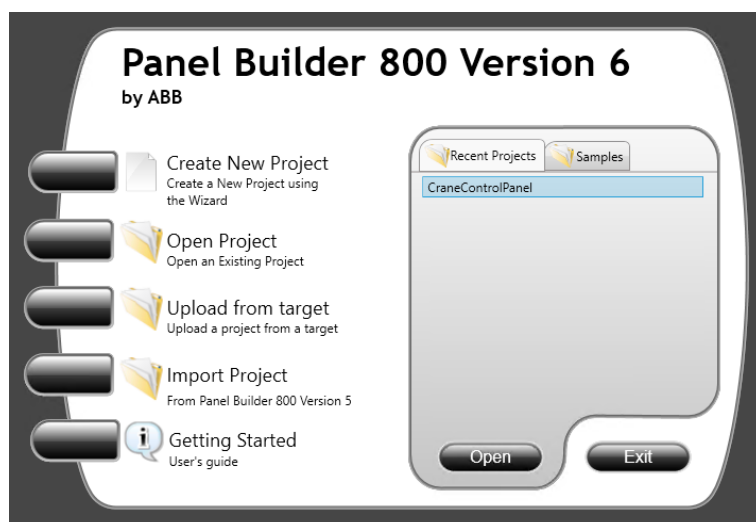 Panel Builder 800 Version 6
by ABB
Create New Project
Create a New Project using
the Wizard
Open Project
Open an Existing Project
Upload from target
Upload a project from a target
Import Project
From Panel Builder 800 Version 5
Getting Started
User's guide
Recent Projects
Samples
CraneControlPanel
Open
Exit